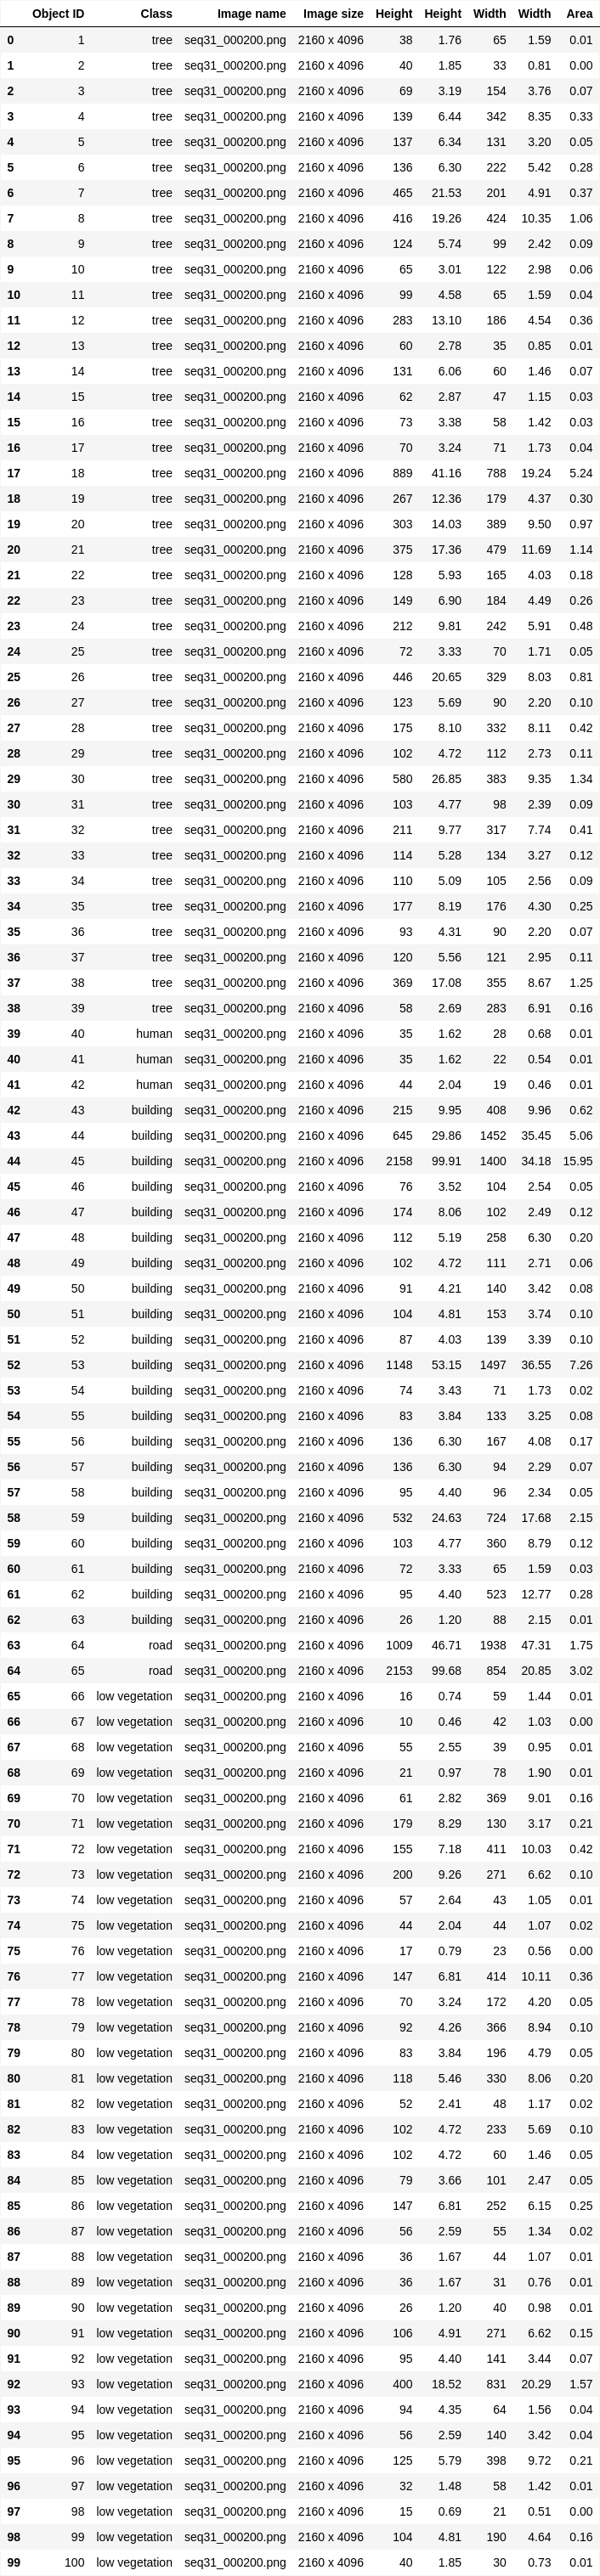 Object ID Class Image name Image size Height Height Width Width Area
0 1 tree seq31_000200.png 2160 x 4096 38 1.76 65 1.59 0.01
1 2 tree seq31_000200.png 2160 x 4096 40 1.85 33 0.81 0.00
2 3 tree seq31_000200.png 2160 x 4096 69 3.19 154 3.76 0.07
3 4 tree seq31_000200.png 2160 x 4096 139 6.44 342 8.35 0.33
4 5 tree seq31_000200.png 2160 x 4096 137 6.34 131 3.20 0.05
5 6 tree seq31_000200.png 2160 x 4096 136 6.30 222 5.42 0.28
6 7 tree seq31_000200.png 2160 x 4096 465 21.53 201 4.91 0.37
7 8 tree seq31_000200.png 2160 x 4096 416 19.26 424 10.35 1.06
8 9 tree seq31_000200.png 2160 x 4096 124 5.74 99 2.42 0.09
9 10 tree seq31_000200.png 2160 x 4096 65 3.01 122 2.98 0.06
10 11 tree seq31_000200.png 2160 x 4096 99 4.58 65 1.59 0.04
11 12 tree seq31_000200.png 2160 x 4096 283 13.10 186 4.54 0.36
12 13 tree seq31_000200.png 2160 x 4096 60 2.78 35 0.85 0.01
13 14 tree seq31_000200.png 2160 x 4096 131 6.06 60 1.46 0.07
14 15 tree seq31_000200.png 2160 x 4096 62 2.87 47 1.15 0.03
15 16 tree seq31_000200.png 2160 x 4096 73 3.38 58 1.42 0.03
16 17 tree seq31_000200.png 2160 x 4096 70 3.24 71 1.73 0.04
17 18 tree seq31_000200.png 2160 x 4096 889 41.16 788 19.24 5.24
18 19 tree seq31_000200.png 2160 x 4096 267 12.36 179 4.37 0.30
19 20 tree seq31_000200.png 2160 x 4096 303 14.03 389 9.50 0.97
20 21 tree seq31_000200.png 2160 x 4096 375 17.36 479 11.69 1.14
21 22 tree seq31_000200.png 2160 x 4096 128 5.93 165 4.03 0.18
22 23 tree seq31_000200.png 2160 x 4096 149 6.90 184 4.49 0.26
23 24 tree seq31_000200.png 2160 x 4096 212 9.81 242 5.91 0.48
24 25 tree seq31_000200.png 2160 x 4096 72 3.33 70 1.71 0.05
25 26 tree seq31_000200.png 2160 x 4096 446 20.65 329 8.03 0.81
26 27 tree seq31_000200.png 2160 x 4096 123 5.69 90 2.20 0.10
27 28 tree seq31_000200.png 2160 x 4096 175 8.10 332 8.11 0.42
28 29 tree seq31_000200.png 2160 x 4096 102 4.72 112 2.73 0.11
29 30 tree seq31_000200.png 2160 x 4096 580 26.85 383 9.35 1.34
30 31 tree seq31_000200.png 2160 x 4096 103 4.77 98 2.39 0.09
31 32 tree seq31_000200.png 2160 x 4096 211 9.77 317 7.74 0.41
32 33 tree seq31_000200.png 2160 x 4096 114 5.28 134 3.27 0.12
33 34 tree seq31_000200.png 2160 x 4096 110 5.09 105 2.56 0.09
34 35 tree seq31_000200.png 2160 x 4096 177 8.19 176 4.30 0.25
35 36 tree seq31_000200.png 2160 x 4096 93 4.31 90 2.20 0.07
36 37 tree seq31_000200.png 2160 x 4096 120 5.56 121 2.95 0.11
37 38 tree seq31_000200.png 2160 x 4096 369 17.08 355 8.67 1.25
38 39 tree seq31_000200.png 2160 x 4096 58 2.69 283 6.91 0.16
39 40 human seq31_000200.png 2160 x 4096 35 1.62 28 0.68 0.01
40 41 human seq31_000200.png 2160 x 4096 35 1.62 22 0.54 0.01
41 42 human seq31_000200.png 2160 x 4096 44 2.04 19 0.46 0.01
42 43 building seq31_000200.png 2160 x 4096 215 9.95 408 9.96 0.62
43 44 building seq31_000200.png 2160 x 4096 645 29.86 1452 35.45 5.06
44 45 building seq31_000200.png 2160 x 4096 2158 99.91 1400 34.18 15.95
45 46 building seq31_000200.png 2160 x 4096 76 3.52 104 2.54 0.05
46 47 building seq31_000200.png 2160 x 4096 174 8.06 102 2.49 0.12
47 48 building seq31_000200.png 2160 x 4096 112 5.19 258 6.30 0.20
48 49 building seq31_000200.png 2160 x 4096 102 4.72 111 2.71 0.06
49 50 building seq31_000200.png 2160 x 4096 91 4.21 140 3.42 0.08
50 51 building seq31_000200.png 2160 x 4096 104 4.81 153 3.74 0.10
51 52 building seq31_000200.png 2160 x 4096 87 4.03 139 3.39 0.10
52 53 building seq31_000200.png 2160 x 4096 1148 53.15 1497 36.55 7.26
53 54 building seq31_000200.png 2160 x 4096 74 3.43 71 1.73 0.02
54 55 building seq31_000200.png 2160 x 4096 83 3.84 133 3.25 0.08
55 56 building seq31_000200.png 2160 x 4096 136 6.30 167 4.08 0.17
56 57 building seq31_000200.png 2160 x 4096 136 6.30 94 2.29 0.07
57 58 building seq31_000200.png 2160 x 4096 95 4.40 96 2.34 0.05
58 59 building seq31_000200.png 2160 x 4096 532 24.63 724 17.68 2.15
59 60 building seq31_000200.png 2160 x 4096 103 4.77 360 8.79 0.12
60 61 building seq31_000200.png 2160 x 4096 72 3.33 65 1.59 0.03
61 62 building seq31_000200.png 2160 x 4096 95 4.40 523 12.77 0.28
62 63 building seq31_000200.png 2160 x 4096 26 1.20 88 2.15 0.01
63 64 road seq31_000200.png 2160 x 4096 1009 46.71 1938 47.31 1.75
64 65 road seq31_000200.png 2160 x 4096 2153 99.68 854 20.85 3.02
65 66 low vegetation seq31_000200.png 2160 x 4096 16 0.74 59 1.44 0.01
66 67 low vegetation seq31_000200.png 2160 x 4096 10 0.46 42 1.03 0.00
67 68 low vegetation seq31_000200.png 2160 x 4096 55 2.55 39 0.95 0.01
68 69 low vegetation seq31_000200.png 2160 x 4096 21 0.97 78 1.90 0.01
69 70 low vegetation seq31_000200.png 2160 x 4096 61 2.82 369 9.01 0.16
70 71 low vegetation seq31_000200.png 2160 x 4096 179 8.29 130 3.17 0.21
71 72 low vegetation seq31_000200.png 2160 x 4096 155 7.18 411 10.03 0.42
72 73 low vegetation seq31_000200.png 2160 x 4096 200 9.26 271 6.62 0.10
73 74 low vegetation seq31_000200.png 2160 x 4096 57 2.64 43 1.05 0.01
74 75 low vegetation seq31_000200.png 2160 x 4096 44 2.04 44 1.07 0.02
75 76 low vegetation seq31_000200.png 2160 x 4096 17 0.79 23 0.56 0.00
76 77 low vegetation seq31_000200.png 2160 x 4096 147 6.81 414 10.11 0.36
77 78 low vegetation seq31_000200.png 2160 x 4096 70 3.24 172 4.20 0.05
78 79 low vegetation seq31_000200.png 2160 x 4096 92 4.26 366 8.94 0.10
79 80 low vegetation seq31_000200.png 2160 x 4096 83 3.84 196 4.79 0.05
80 81 low vegetation seq31_000200.png 2160 x 4096 118 5.46 330 8.06 0.20
81 82 low vegetation seq31_000200.png 2160 x 4096 52 2.41 48 1.17 0.02
82 83 low vegetation seq31_000200.png 2160 x 4096 102 4.72 233 5.69 0.10
83 84 low vegetation seq31_000200.png 2160 x 4096 102 4.72 60 1.46 0.05
84 85 low vegetation seq31_000200.png 2160 x 4096 79 3.66 101 2.47 0.05
85 86 low vegetation seq31_000200.png 2160 x 4096 147 6.81 252 6.15 0.25
86 87 low vegetation seq31_000200.png 2160 x 4096 56 2.59 55 1.34 0.02
87 88 low vegetation seq31_000200.png 2160 x 4096 36 1.67 44 1.07 0.01
88 89 low vegetation seq31_000200.png 2160 x 4096 36 1.67 31 0.76 0.01
89 90 low vegetation seq31_000200.png 2160 x 4096 26 1.20 40 0.98 0.01
90 91 low vegetation seq31_000200.png 2160 x 4096 106 4.91 271 6.62 0.15
91 92 low vegetation seq31_000200.png 2160 x 4096 95 4.40 141 3.44 0.07
92 93 low vegetation seq31_000200.png 2160 x 4096 400 18.52 831 20.29 1.57
93 94 low vegetation seq31_000200.png 2160 x 4096 94 4.35 64 1.56 0.04
94 95 low vegetation seq31_000200.png 2160 x 4096 56 2.59 140 3.42 0.04
95 96 low vegetation seq31_000200.png 2160 x 4096 125 5.79 398 9.72 0.21
96 97 low vegetation seq31_000200.png 2160 x 4096 32 1.48 58 1.42 0.01
97 98 low vegetation seq31_000200.png 2160 x 4096 15 0.69 21 0.51 0.00
98 99 low vegetation seq31_000200.png 2160 x 4096 104 4.81 190 4.64 0.16
99 100 low vegetation seq31_000200.png 2160 x 4096 40 1.85 30 0.73 0.01